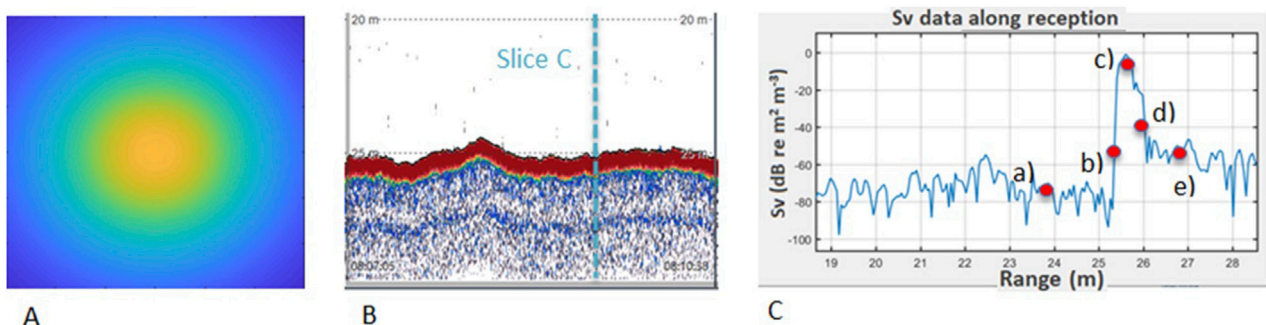 20 m
20 m
Slice C
25 m
25 m
08:07:05
08:10:38
Sv data along reception
Sv (dB re m² m⁻³)
0
-20
-40
-60
-80
-100
c)
d)
b)
a)
e)
19 20 21 22 23 24 25 26 27 28
Range (m)
A
B
C